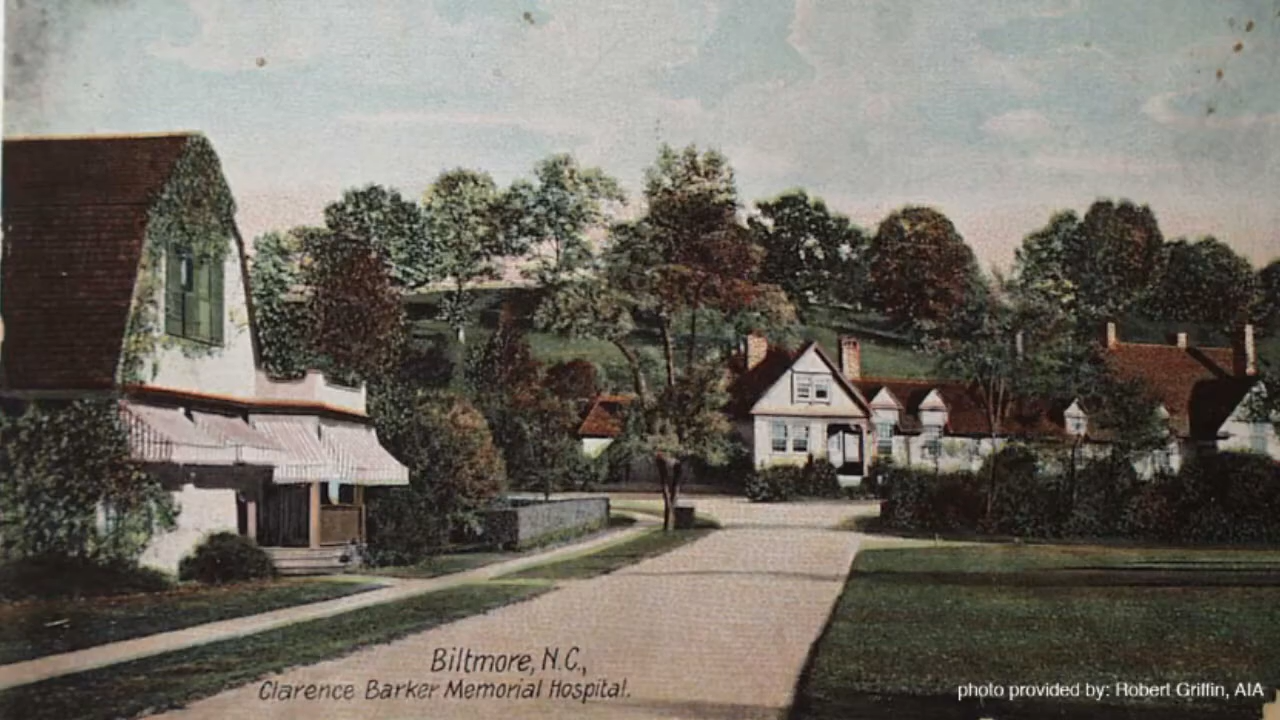 Biltmore, N.C.,
Clarence Barker Memorial Hospital.
photo provided by: Robert Griffin, AIA